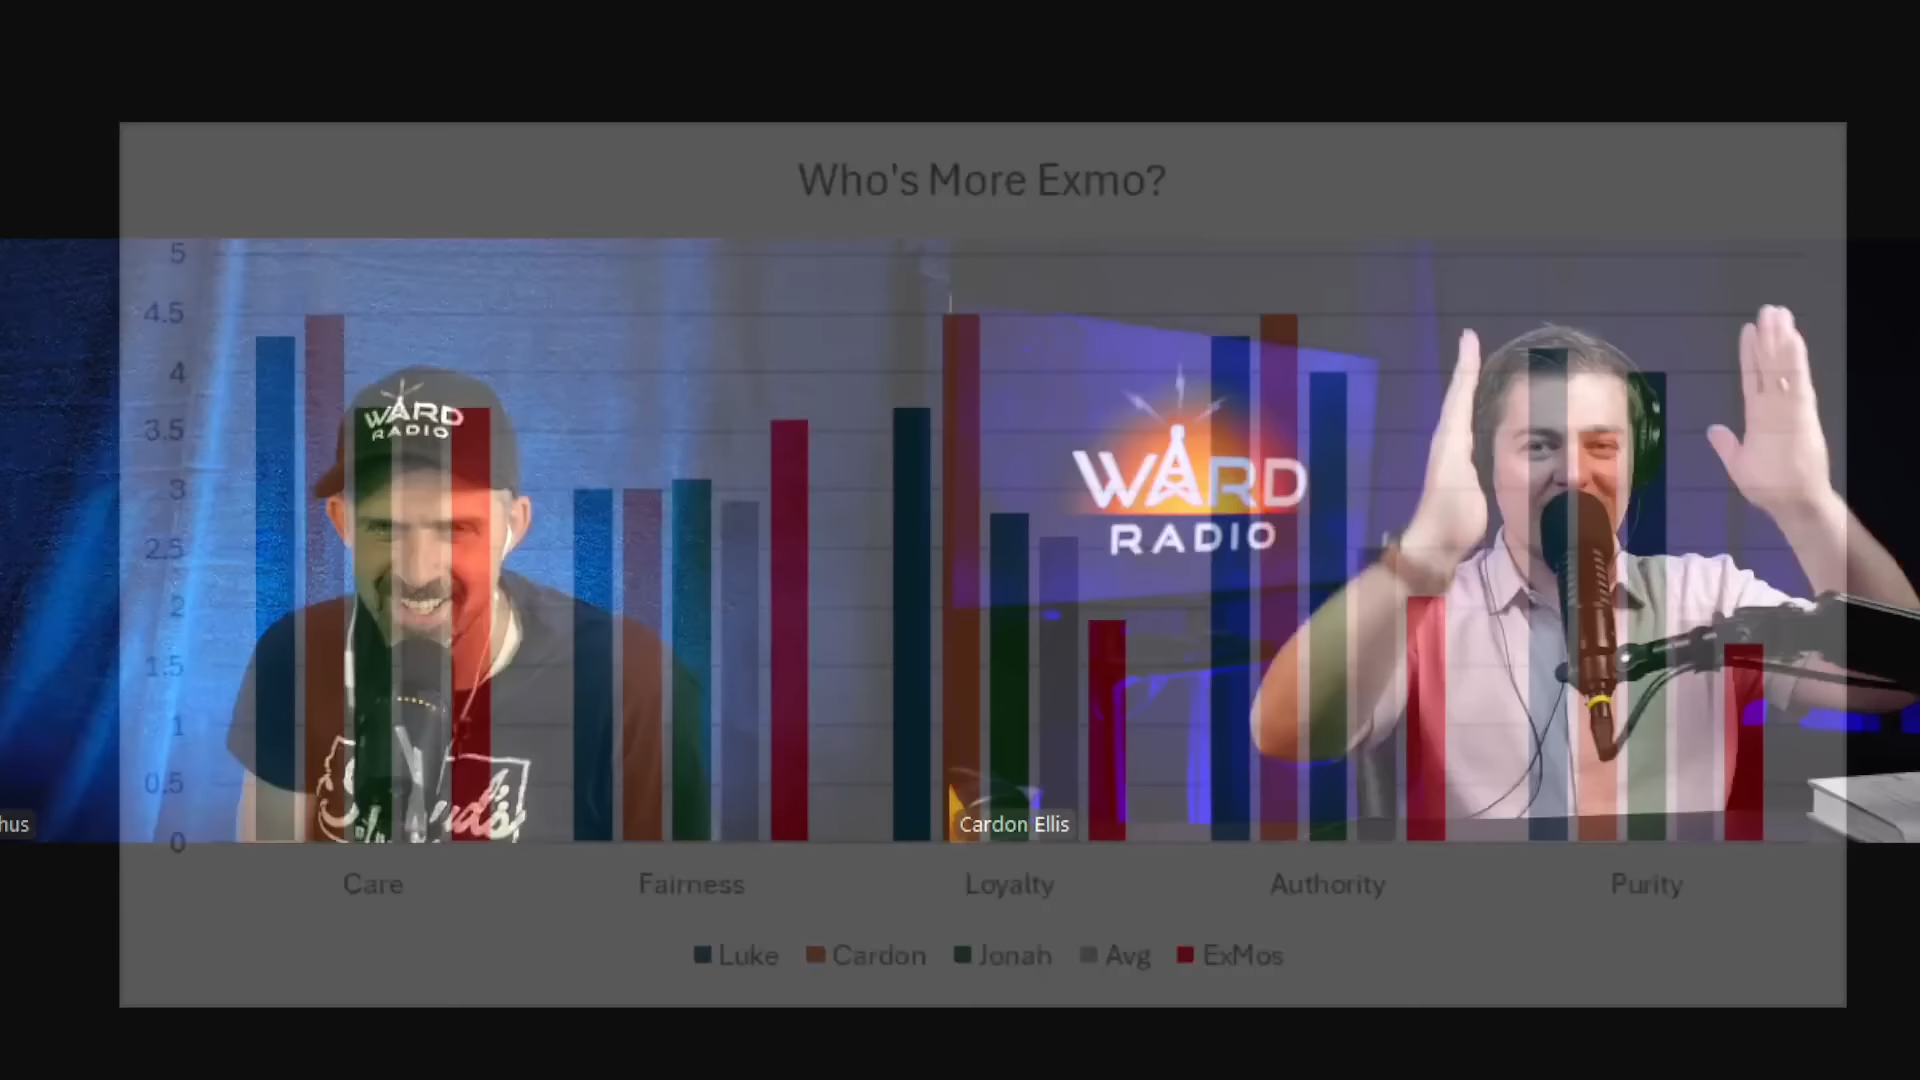 Who's More Exmo?
5
4.5
4
3.5
3
2.5
2
1.5
1
0.5
0
WARD
RADIO
WARD
RADIO
hus
Cardon Ellis
Care Fairness Loyalty Authority Purity
Luke Cardon Jonah Avg ExMos